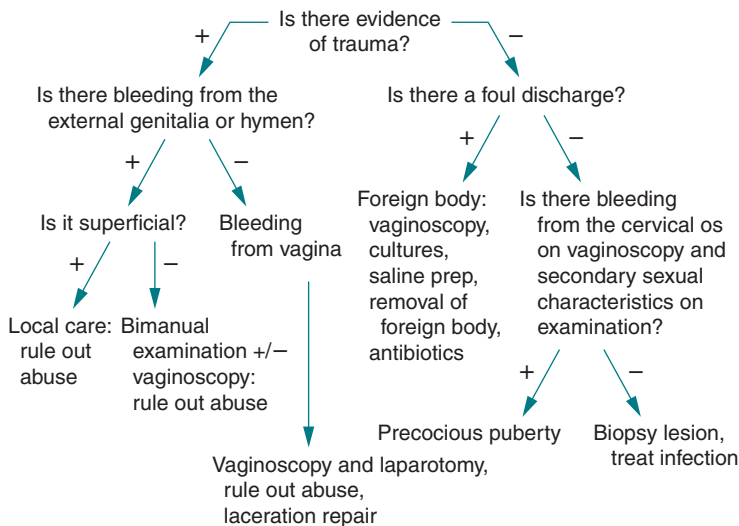 Is there evidence
of trauma?
+
−
Is there bleeding from the
external genitalia or hymen?
Is there a foul discharge?
+
−
+
−
Is it superficial?
Bleeding
from vagina
Foreign body:
vaginoscopy,
cultures,
saline prep,
removal of
foreign body,
antibiotics
Is there bleeding
from the cervical os
on vaginoscopy and
secondary sexual
characteristics on
examination?
+
−
Local care:
rule out
abuse
Bimanual
examination +/−
vaginoscopy:
rule out abuse
+
−
Precocious puberty
Biopsy lesion,
treat infection
Vaginoscopy and laparotomy,
rule out abuse,
laceration repair